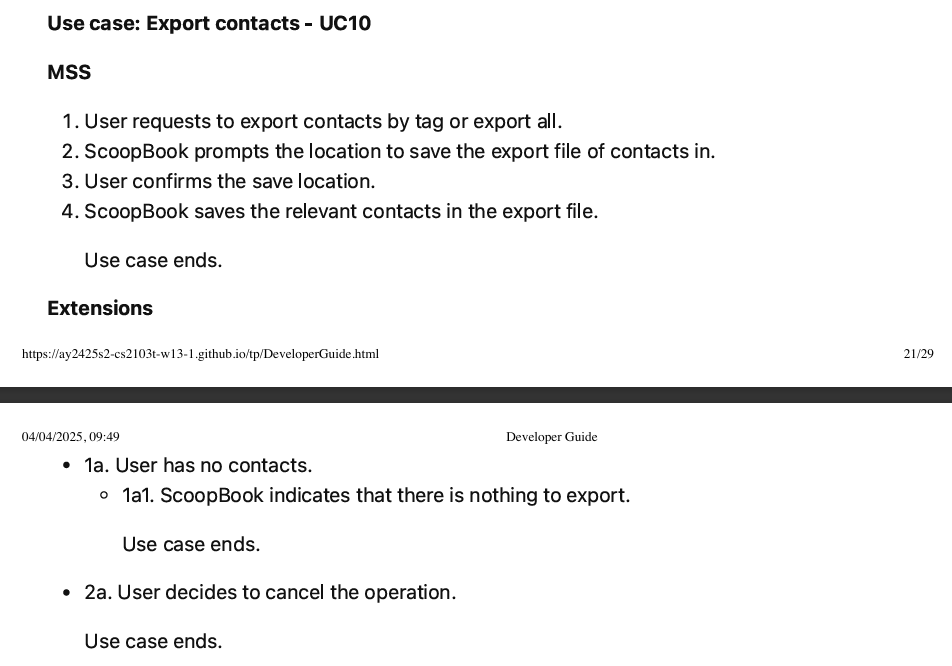 Use case: Export contacts - UC10
MSS
1. User requests to export contacts by tag or export all.
2. ScoopBook prompts the location to save the export file of contacts in.
3. User confirms the save location.
4. ScoopBook saves the relevant contacts in the export file.
Use case ends.
Extensions
https://ay2425s2-cs2103t-w13-1.github.io/tp/DeveloperGuide.html 21/29
04/04/2025, 09:49 Developer Guide
• 1a. User has no contacts.
◦ 1a1. ScoopBook indicates that there is nothing to export.
Use case ends.
• 2a. User decides to cancel the operation.
Use case ends.